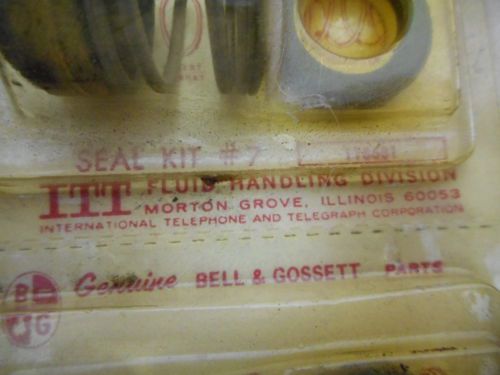 SEAL KIT #7
ITT FLUID HANDLING DIVISION
MORTON GROVE, ILLINOIS 60053
INTERNATIONAL TELEPHONE AND TELEGRAPH CORPORATION
B G
Genuine BELL & GOSSETT PARTS